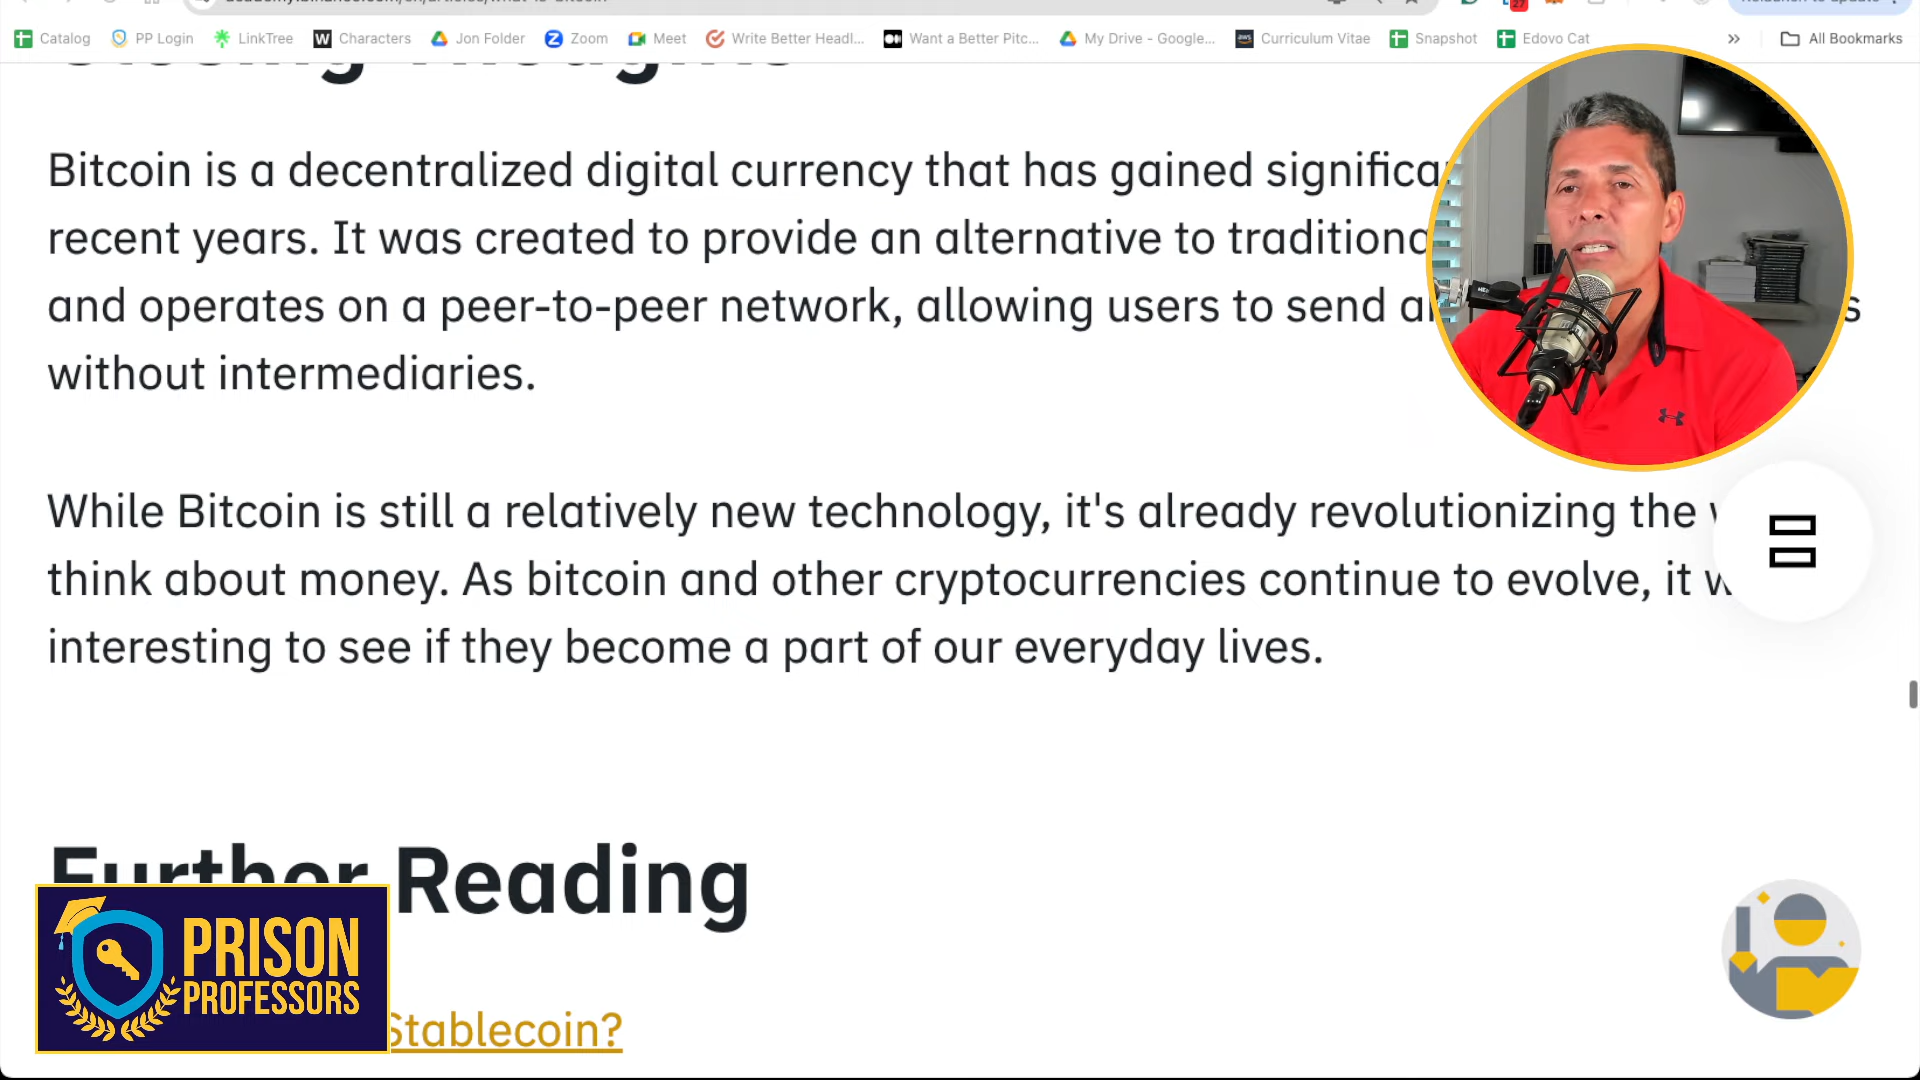 Catalog PP Login LinkTree Characters Jon Folder Zoom Meet Write Better Headl... Want a Better Pitc... My Drive - Google... Curriculum Vitae Snapshot Edovo Cat » All Bookmarks
Closing Thoughts
Bitcoin is a decentralized digital currency that has gained
recent years. It was created to provide an alternative to
and operates on a peer-to-peer network, allowing users to send
without intermediaries.
While Bitcoin is still a relatively new technology, it's already revolutionizing the
think about money. As bitcoin and other cryptocurrencies continue to evolve, it
interesting to see if they become a part of our everyday lives.
Further Reading
Stablecoin?
PRISON
PROFESSORS